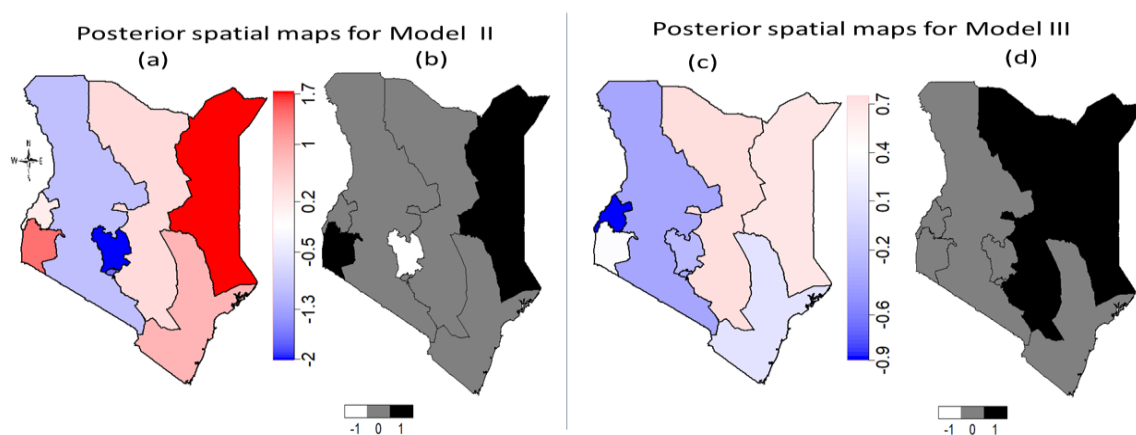 Posterior spatial maps for Model II
(a)
(b)
N
W
E
1.7
1
0.2
-0.5
-1.3
-2
-1 0 1
Posterior spatial maps for Model III
(c)
(d)
0.7
0.4
0.1
-0.2
-0.6
-0.9
-1 0 1